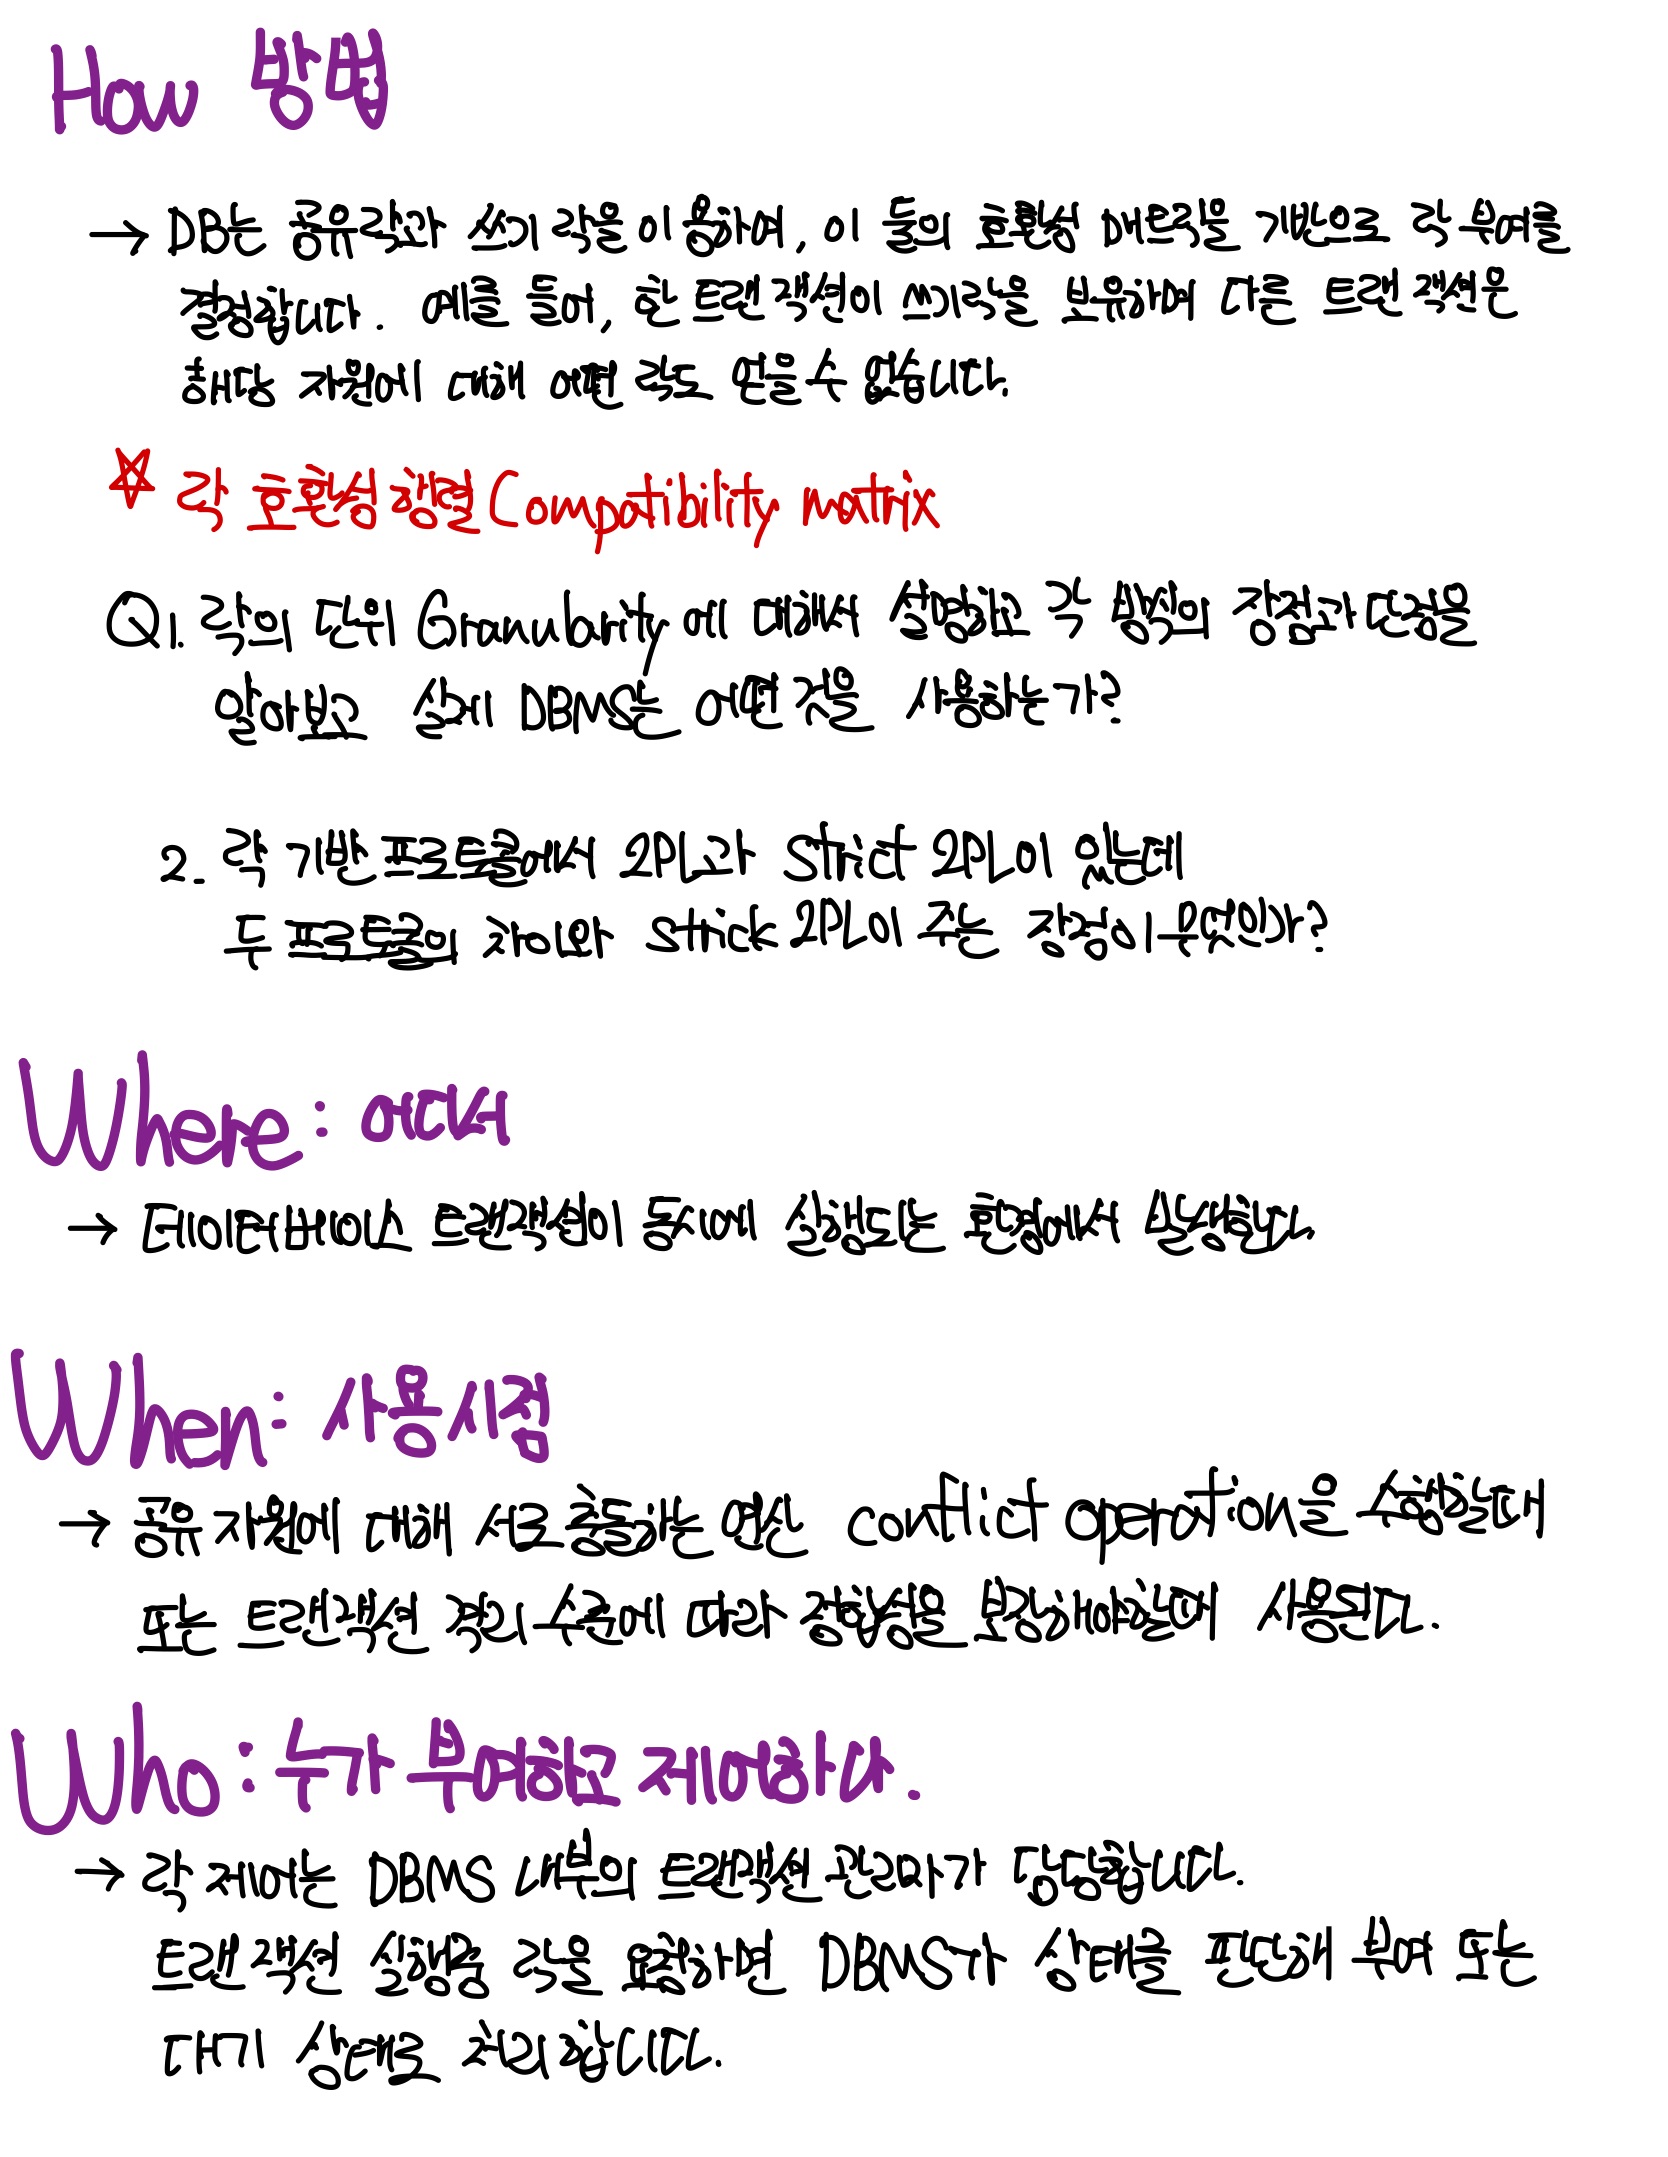 How 방법
→ DB는 공유락과 쓰기 락을 이용하여, 이 둘의 호환성 매트릭을 기반으로 락 부여를
결정합니다. 예를 들어, 한 트랜잭션이 쓰기락을 보유하며 다른 트랜잭션은
해당 자원에 대해 어떤 락도 얻을 수 없습니다.
☆ 락 호환성 행렬 Compatibility matrix
Q1. 락의 단위 Granularity에 대해서 설명하고 각 방식의 장점과 단점을
알아보고 실제 DBMS는 어떤 것을 사용하는가?
2. 락 기반 프로토콜에서 2PL과 Strict 2PL이 있는데
두 프로토콜의 차이와 Strick 2PL이 주는 장점이 무엇인가?
Where : 어디서
→ 데이터베이스 트랜잭션이 동시에 실행되는 환경에서 발생한다.
When : 사용 시점
→ 공유 자원에 대해 서로 충돌하는 연산 conflict operation을 수행할때
또는 트랜잭션 격리 수준에 따라 정합성을 보장해야할때 사용된다.
Who : 누가 부여하고 제어하나.
→ 락 제어는 DBMS 내부의 트랜잭션 관리자가 담당합니다.
트랜잭션 실행중 락을 요청하면 DBMS가 상태를 판단해 부여 또는
대기 상태로 처리합니다.